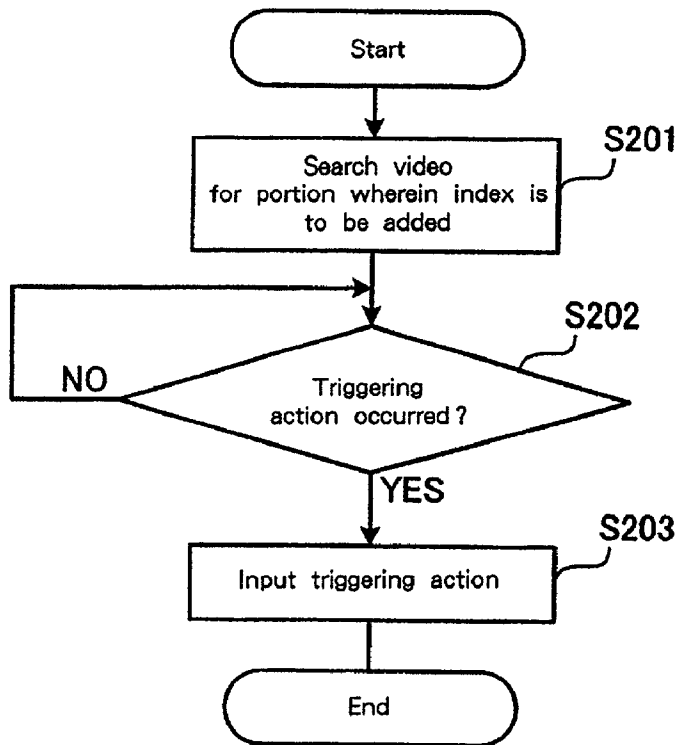 Start
S201
Search video
for portion wherein index is
to be added
S202
NO
Triggering
action occurred?
YES
S203
Input triggering action
End